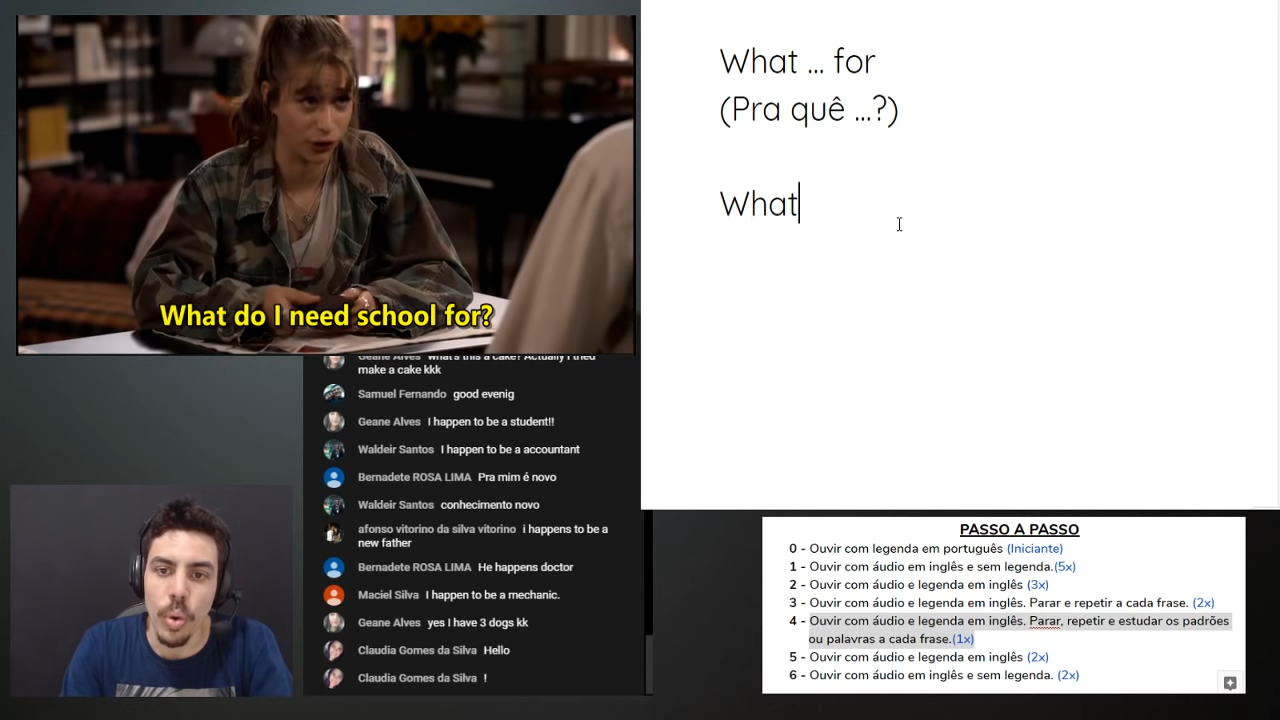 What ... for
(Pra quê ...?)
What
What do I need school for?
Geane Alves what's this a cake? Actually I tried
make a cake kkk
Samuel Fernando good evenig
Geane Alves I happen to be a student!!
Waldeir Santos I happen to be a accountant
Bernadete ROSA LIMA Pra mim é novo
Waldeir Santos conhecimento novo
afonso vitorino da silva vitorino i happens to be a
new father
Bernadete ROSA LIMA He happens doctor
Maciel Silva I happen to be a mechanic.
Geane Alves yes I have 3 dogs kk
Claudia Gomes da Silva Hello
Claudia Gomes da Silva !
PASSO A PASSO
0 - Ouvir com legenda em português (Iniciante)
1 - Ouvir com áudio em inglês e sem legenda.(5x)
2 - Ouvir com áudio e legenda em inglês (3x)
3 - Ouvir com áudio e legenda em inglês. Parar e repetir a cada frase. (2x)
4 - Ouvir com áudio e legenda em inglês. Parar, repetir e estudar os padrões
ou palavras a cada frase.(1x)
5 - Ouvir com áudio e legenda em inglês (2x)
6 - Ouvir com áudio em inglês e sem legenda. (2x)